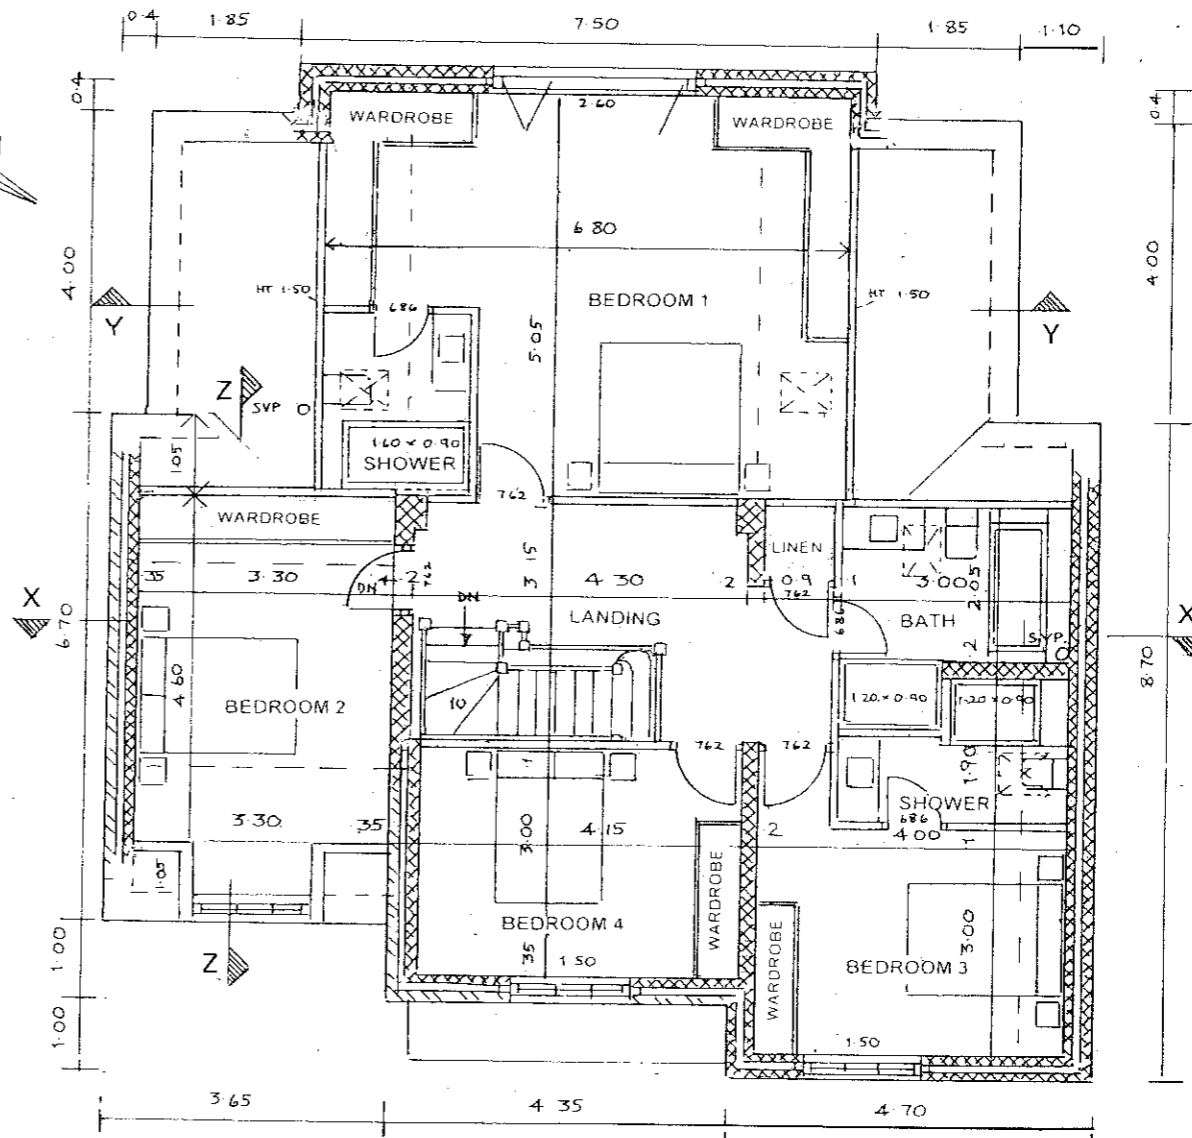 0·4 1·85 7·50 1·85 1·10
0·4
0·4
2·60
WARDROBE
WARDROBE
4·00
4·00
6 80
HT 1·50
HT 1·50
686
BEDROOM 1
Y
Y
5·05
Z
SVP
1·05
1·60 × 0·90
SHOWER
762
WARDROBE
LINEN
·35 3·30
762
DN
DN
3 15
4 30
·2
0·9
762
·1
3·00
2·05
X
X
6·70
LANDING
686
BATH
S.V.P.
·2
4·60
BEDROOM 2
10
1·20 × 0·90
1·20 × 0·90
8·70
762
762
·1
1·90
SHOWER
686
3·30
·35
3·00
4·15
·2
4·00
·1
WARDROBE
BEDROOM 4
WARDROBE
3·00
BEDROOM 3
Z
·35
1·50
1·50
1·00
1·00
3·65 4 35 4·70